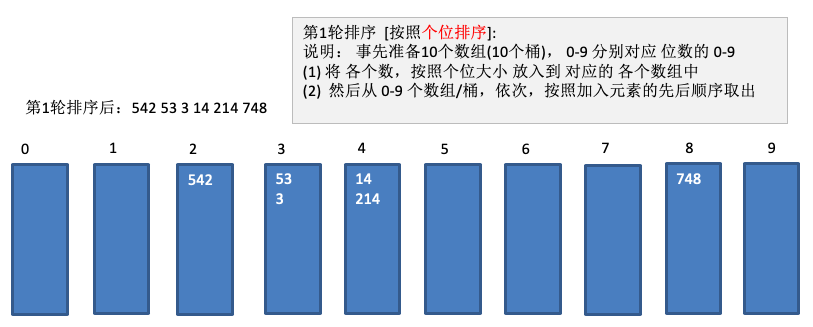 第1轮排序 [按照个位排序]:
说明： 事先准备10个数组(10个桶)， 0-9 分别对应 位数的 0-9
(1) 将 各个数，按照个位大小 放入到 对应的 各个数组中
(2) 然后从 0-9 个数组/桶，依次，按照加入元素的先后顺序取出
第1轮排序后：542 53 3 14 214 748
0 1 2 3 4 5 6 7 8 9
542 53 14 748
3 214